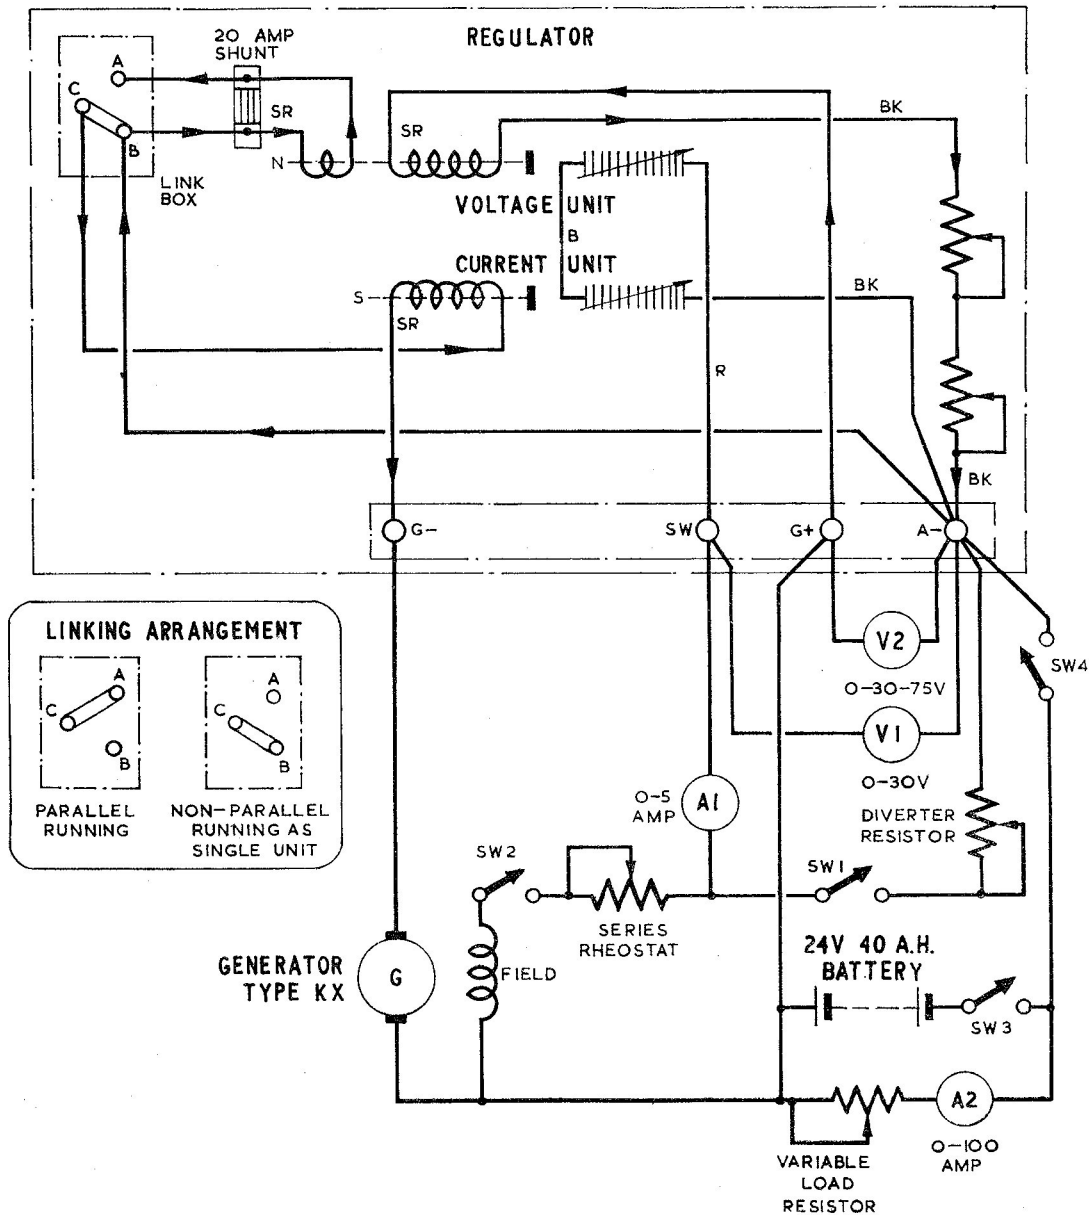 REGULATOR
20 AMP
SHUNT
A
C
B
SR
N
SR
BK
LINK
BOX
VOLTAGE UNIT
B
CURRENT UNIT
S
SR
BK
R
BK
G-
SW
G+
A-
LINKING ARRANGEMENT
A
C
B
PARALLEL
RUNNING
A
C
B
NON-PARALLEL
RUNNING AS
SINGLE UNIT
V2
0-30-75V
SW4
V1
0-30V
0-5
AMP
A1
DIVERTER
RESISTOR
SW2
SW1
SERIES
RHEOSTAT
GENERATOR
TYPE KX
G
FIELD
24V 40 A.H.
BATTERY
SW3
A2
0-100
AMP
VARIABLE
LOAD
RESISTOR